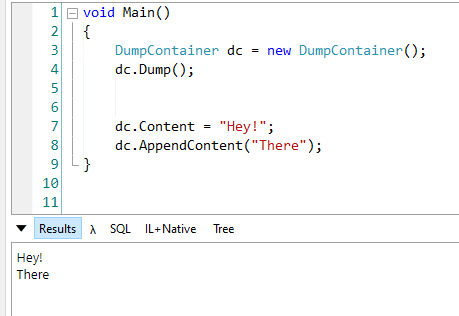 1 void Main()
2 {
3 DumpContainer dc = new DumpContainer();
4 dc.Dump();
5
6
7 dc.Content = "Hey!";
8 dc.AppendContent("There");
9 }
10
11
Results λ SQL IL+Native Tree
Hey!
There